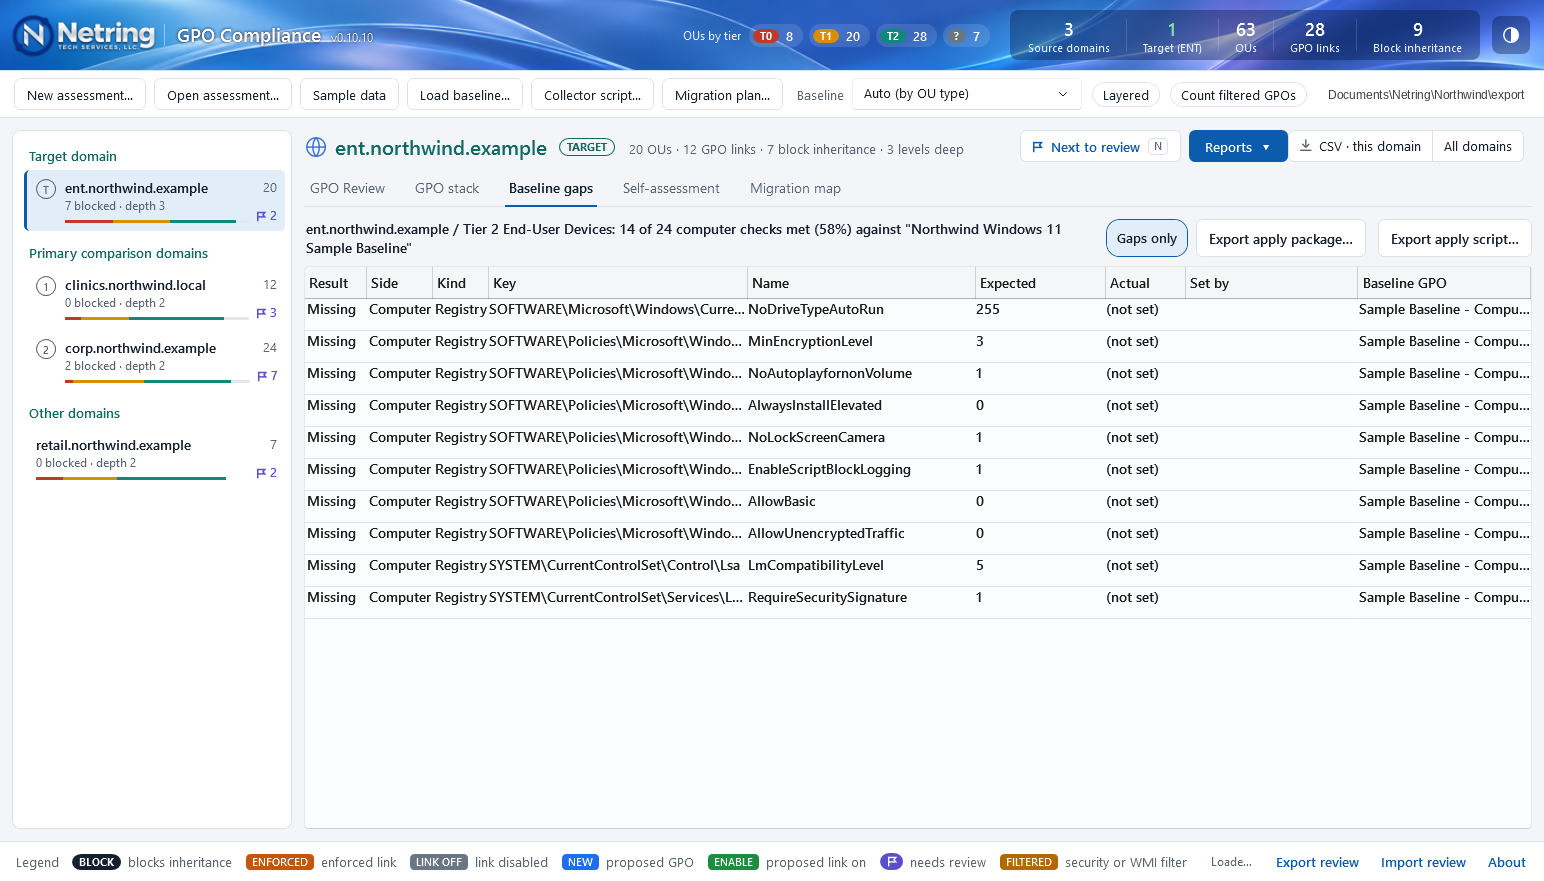 Netring
TECH SERVICES, LLC.
GPO Compliance v0.10.10
OUs by tier T0 8 T1 20 T2 28 ? 7
3 Source domains
1 Target (ENT)
63 OUs
28 GPO links
9 Block inheritance
New assessment... Open assessment... Sample data Load baseline... Collector script... Migration plan... Baseline Auto (by OU type) Layered Count filtered GPOs Documents\Netring\Northwind\export
Target domain
T ent.northwind.example 20
7 blocked · depth 3
2
Primary comparison domains
1 clinics.northwind.local 12
0 blocked · depth 2
3
2 corp.northwind.example 24
2 blocked · depth 2
7
Other domains
retail.northwind.example 7
0 blocked · depth 2
2
ent.northwind.example TARGET 20 OUs · 12 GPO links · 7 block inheritance · 3 levels deep
Next to review N Reports ▼ CSV · this domain All domains
GPO Review GPO stack Baseline gaps Self-assessment Migration map
ent.northwind.example / Tier 2 End-User Devices: 14 of 24 computer checks met (58%) against "Northwind Windows 11
Sample Baseline"
Gaps only Export apply package... Export apply script...
Result Side Kind Key Name Expected Actual Set by Baseline GPO
Missing Computer Registry SOFTWARE\Microsoft\Windows\Curre... NoDriveTypeAutoRun 255 (not set) Sample Baseline - Compu...
Missing Computer Registry SOFTWARE\Policies\Microsoft\Windo... MinEncryptionLevel 3 (not set) Sample Baseline - Compu...
Missing Computer Registry SOFTWARE\Policies\Microsoft\Windo... NoAutoplayfornonVolume 1 (not set) Sample Baseline - Compu...
Missing Computer Registry SOFTWARE\Policies\Microsoft\Windo... AlwaysInstallElevated 0 (not set) Sample Baseline - Compu...
Missing Computer Registry SOFTWARE\Policies\Microsoft\Windo... NoLockScreenCamera 1 (not set) Sample Baseline - Compu...
Missing Computer Registry SOFTWARE\Policies\Microsoft\Windo... EnableScriptBlockLogging 1 (not set) Sample Baseline - Compu...
Missing Computer Registry SOFTWARE\Policies\Microsoft\Windo... AllowBasic 0 (not set) Sample Baseline - Compu...
Missing Computer Registry SOFTWARE\Policies\Microsoft\Windo... AllowUnencryptedTraffic 0 (not set) Sample Baseline - Compu...
Missing Computer Registry SYSTEM\CurrentControlSet\Control\Lsa LmCompatibilityLevel 5 (not set) Sample Baseline - Compu...
Missing Computer Registry SYSTEM\CurrentControlSet\Services\L... RequireSecuritySignature 1 (not set) Sample Baseline - Compu...
Legend BLOCK blocks inheritance ENFORCED enforced link LINK OFF link disabled NEW proposed GPO ENABLE proposed link on needs review FILTERED security or WMI filter Loade... Export review Import review About